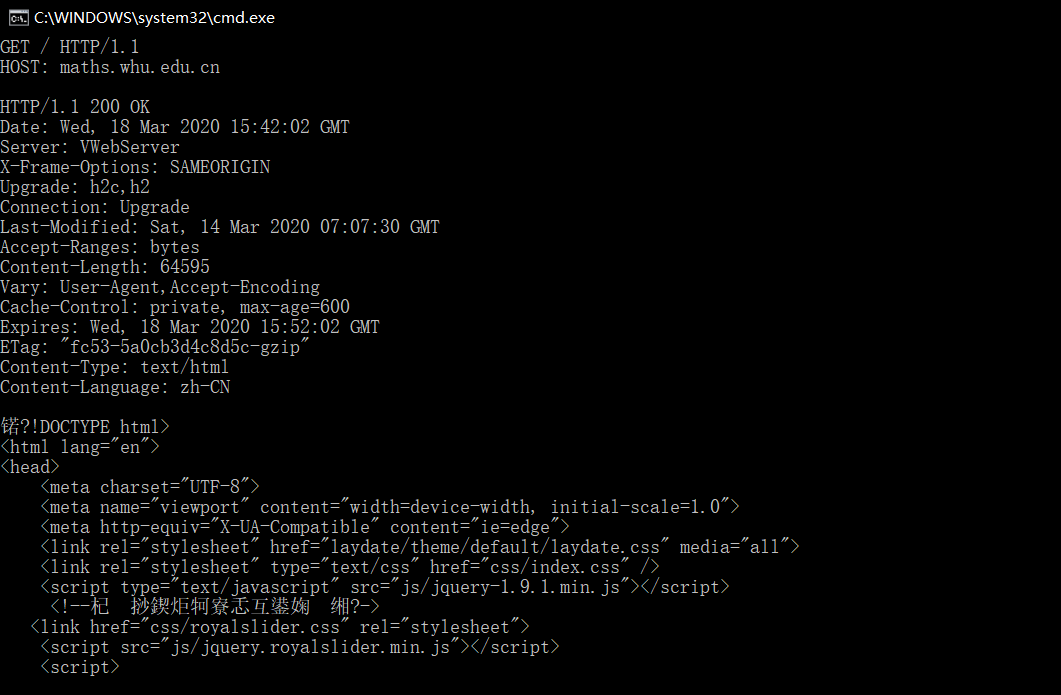 C:\WINDOWS\system32\cmd.exe
GET / HTTP/1.1
HOST: maths.whu.edu.cn
HTTP/1.1 200 OK
Date: Wed, 18 Mar 2020 15:42:02 GMT
Server: VWebServer
X-Frame-Options: SAMEORIGIN
Upgrade: h2c,h2
Connection: Upgrade
Last-Modified: Sat, 14 Mar 2020 07:07:30 GMT
Accept-Ranges: bytes
Content-Length: 64595
Vary: User-Agent,Accept-Encoding
Cache-Control: private, max-age=600
Expires: Wed, 18 Mar 2020 15:52:02 GMT
ETag: "fc53-5a0cb3d4c8d5c-gzip"
Content-Type: text/html
Content-Language: zh-CN
锘?!DOCTYPE html>
<html lang="en">
<head>
<meta charset="UTF-8">
<meta name="viewport" content="width=device-width, initial-scale=1.0">
<meta http-equiv="X-UA-Compatible" content="ie=edge">
<link rel="stylesheet" href="laydate/theme/default/laydate.css" media="all">
<link rel="stylesheet" type="text/css" href="css/index.css" />
<script type="text/javascript" src="js/jquery-1.9.1.min.js"></script>
<!--杞 挱鍥炬牱寮忎互鍙婅 缃?->
<link href="css/royalslider.css" rel="stylesheet">
<script src="js/jquery.royalslider.min.js"></script>
<script>